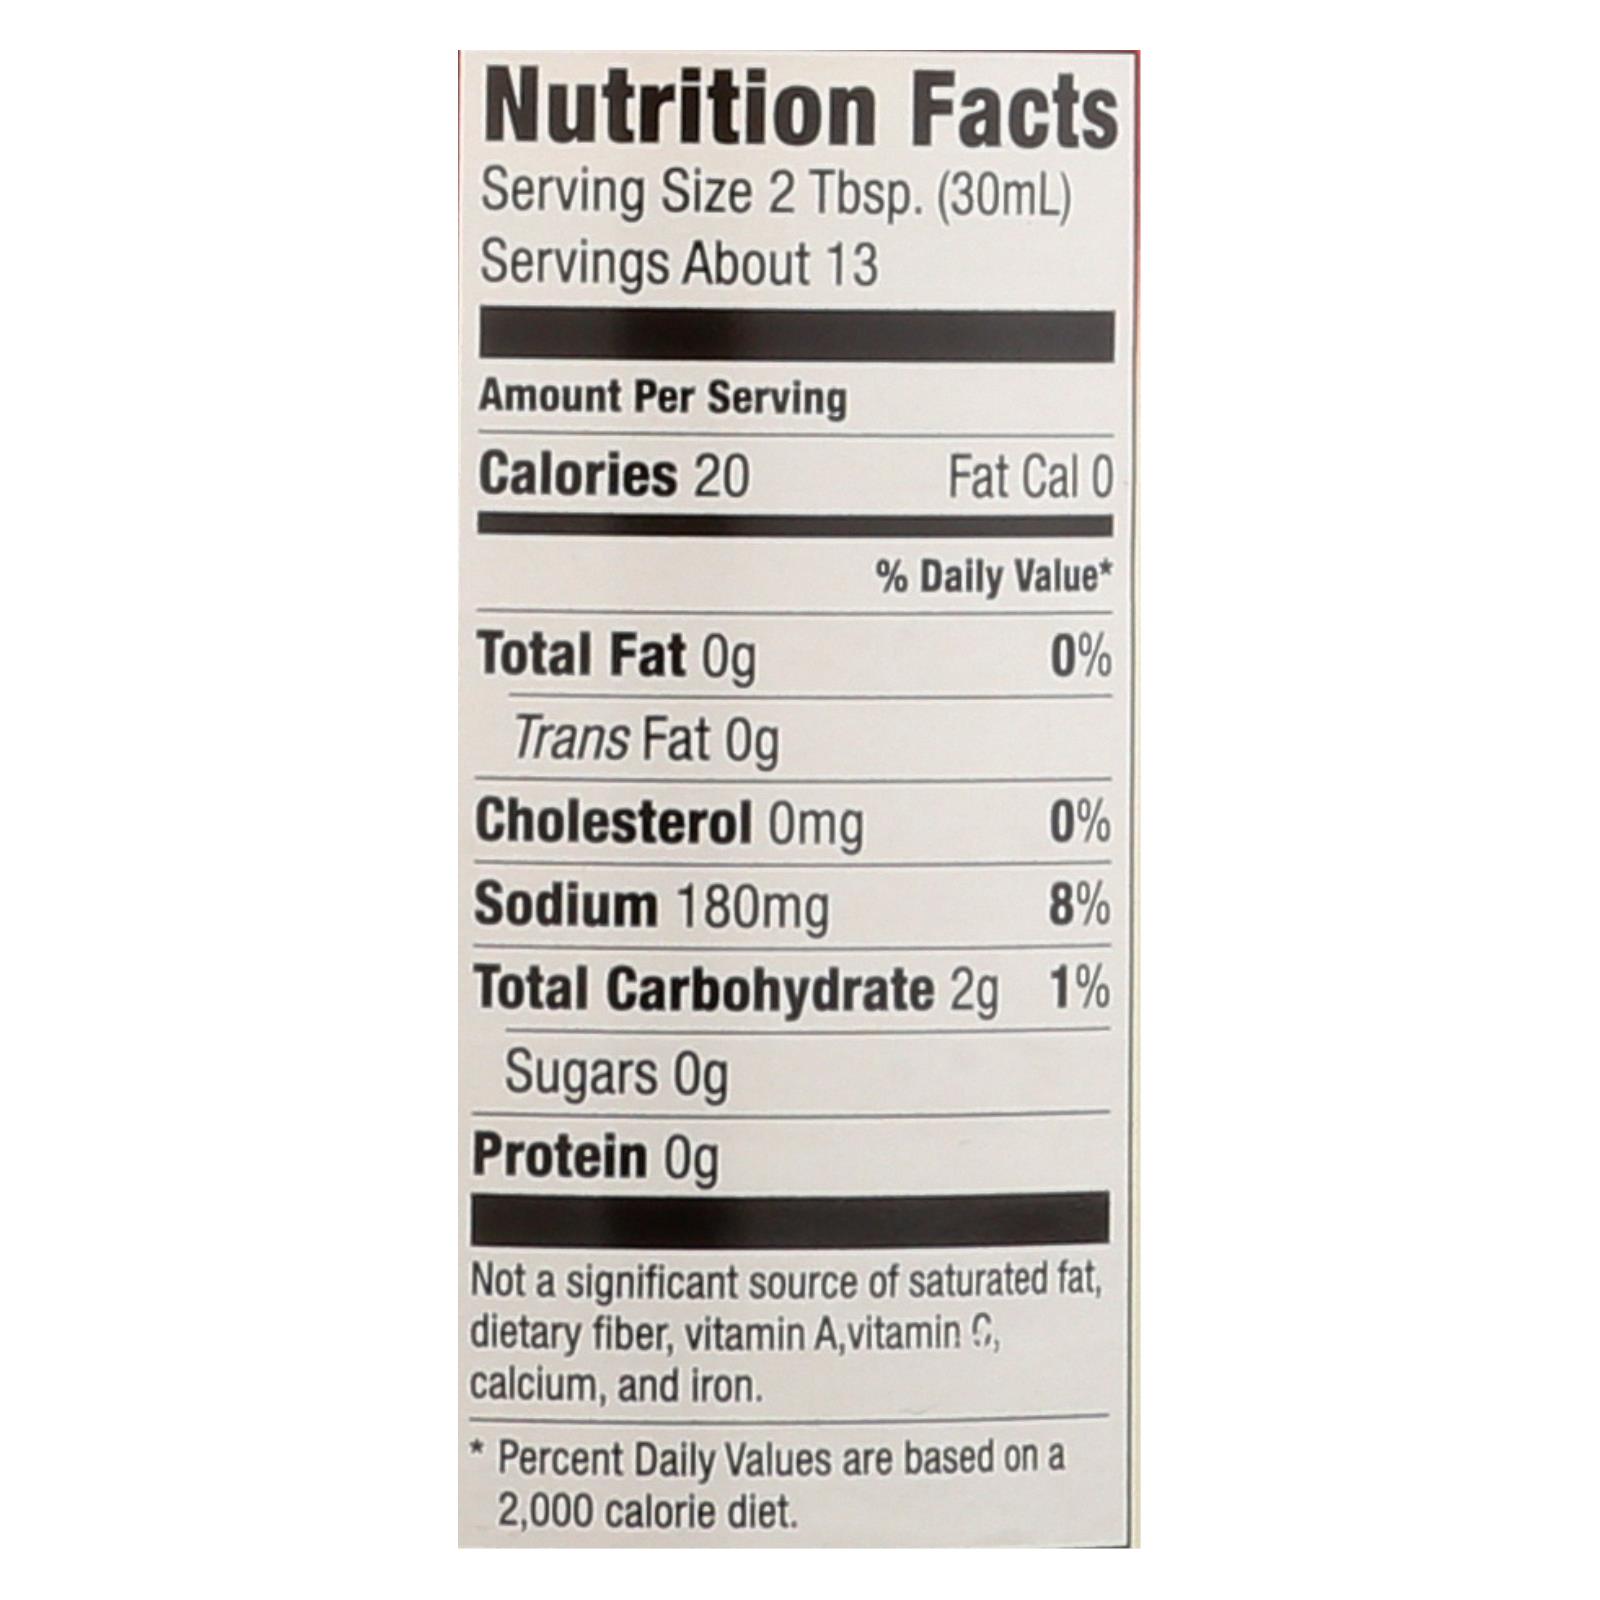 Nutrition Facts
Serving Size 2 Tbsp. (30mL)
Servings About 13
Amount Per Serving
Calories 20 Fat Cal 0
% Daily Value*
Total Fat 0g 0%
Trans Fat 0g
Cholesterol 0mg 0%
Sodium 180mg 8%
Total Carbohydrate 2g 1%
Sugars 0g
Protein 0g
Not a significant source of saturated fat,
dietary fiber, vitamin A,vitamin C,
calcium, and iron.
* Percent Daily Values are based on a
2,000 calorie diet.